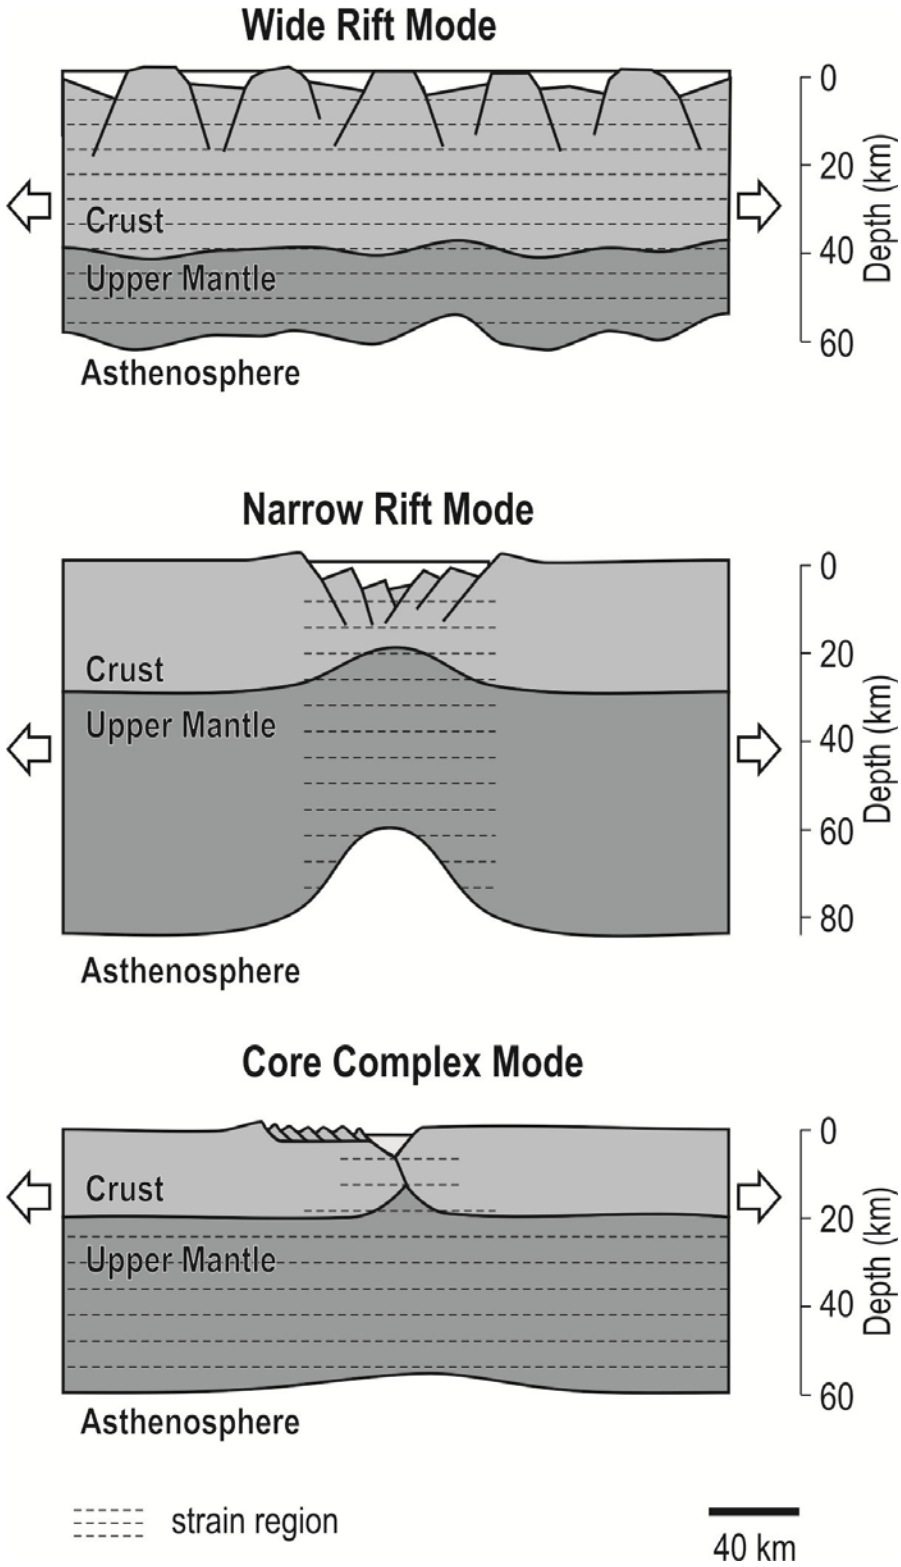 Wide Rift Mode
0
20
40
60
Depth (km)
Crust
Upper Mantle
Asthenosphere
Narrow Rift Mode
0
20
40
60
80
Depth (km)
Crust
Upper Mantle
Asthenosphere
Core Complex Mode
0
20
40
60
Depth (km)
Crust
Upper Mantle
Asthenosphere
strain region
40 km